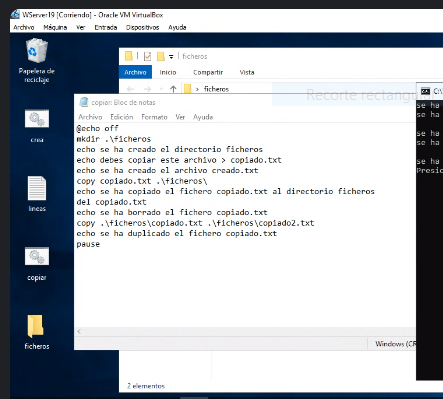 WServer19 [Corriendo] - Oracle VM VirtualBox
Archivo Máquina Ver Entrada Dispositivos Ayuda
Papelera de reciclaje
crea
lineas
copiar
ficheros
ficheros
Archivo Inicio Compartir Vista
ficheros
Recorte rectang
copiar: Bloc de notas
Archivo Edición Formato Ver Ayuda
@echo off
mkdir .\ficheros
echo se ha creado el directorio ficheros
echo debes copiar este archivo > copiado.txt
echo se ha creado el archivo creado.txt
copy copiado.txt .\ficheros\
echo se ha copiado el fichero copiado.txt al directorio ficheros
del copiado.txt
echo se ha borrado el fichero copiado.txt
copy .\ficheros\copiado.txt .\ficheros\copiado2.txt
echo se ha duplicado el fichero copiado.txt
pause
Windows (CR
2 elementos
C:\
se ha
se ha
se ha
se ha
se ha
Presio